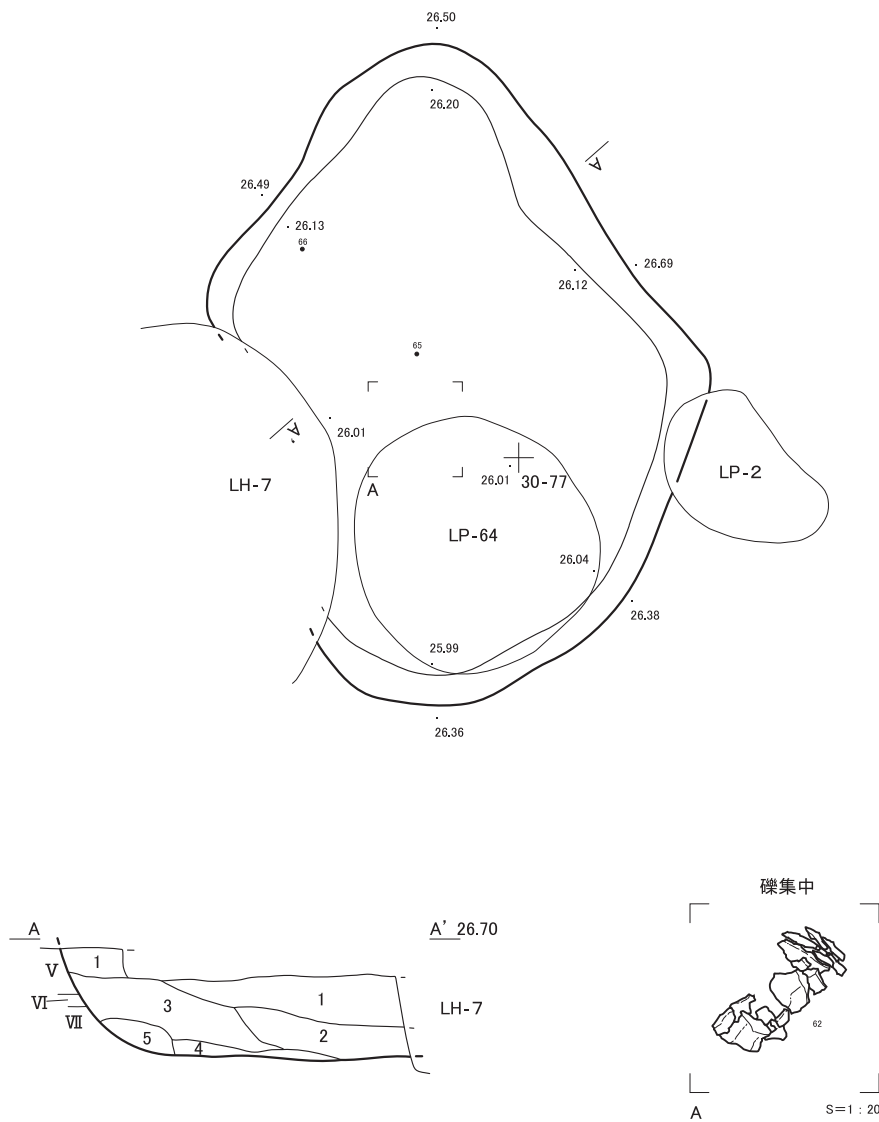 26.50
26.20
A
26.49
26.13
66
26.69
26.12
65
A'
26.01
LH-7
A
26.01
30-77
LP-2
LP-64
26.04
26.38
25.99
26.36
礫集中
A
A' 26.70
V
1
1
VI
VII
3
LH-7
2
5
4
62
A
S=1:20